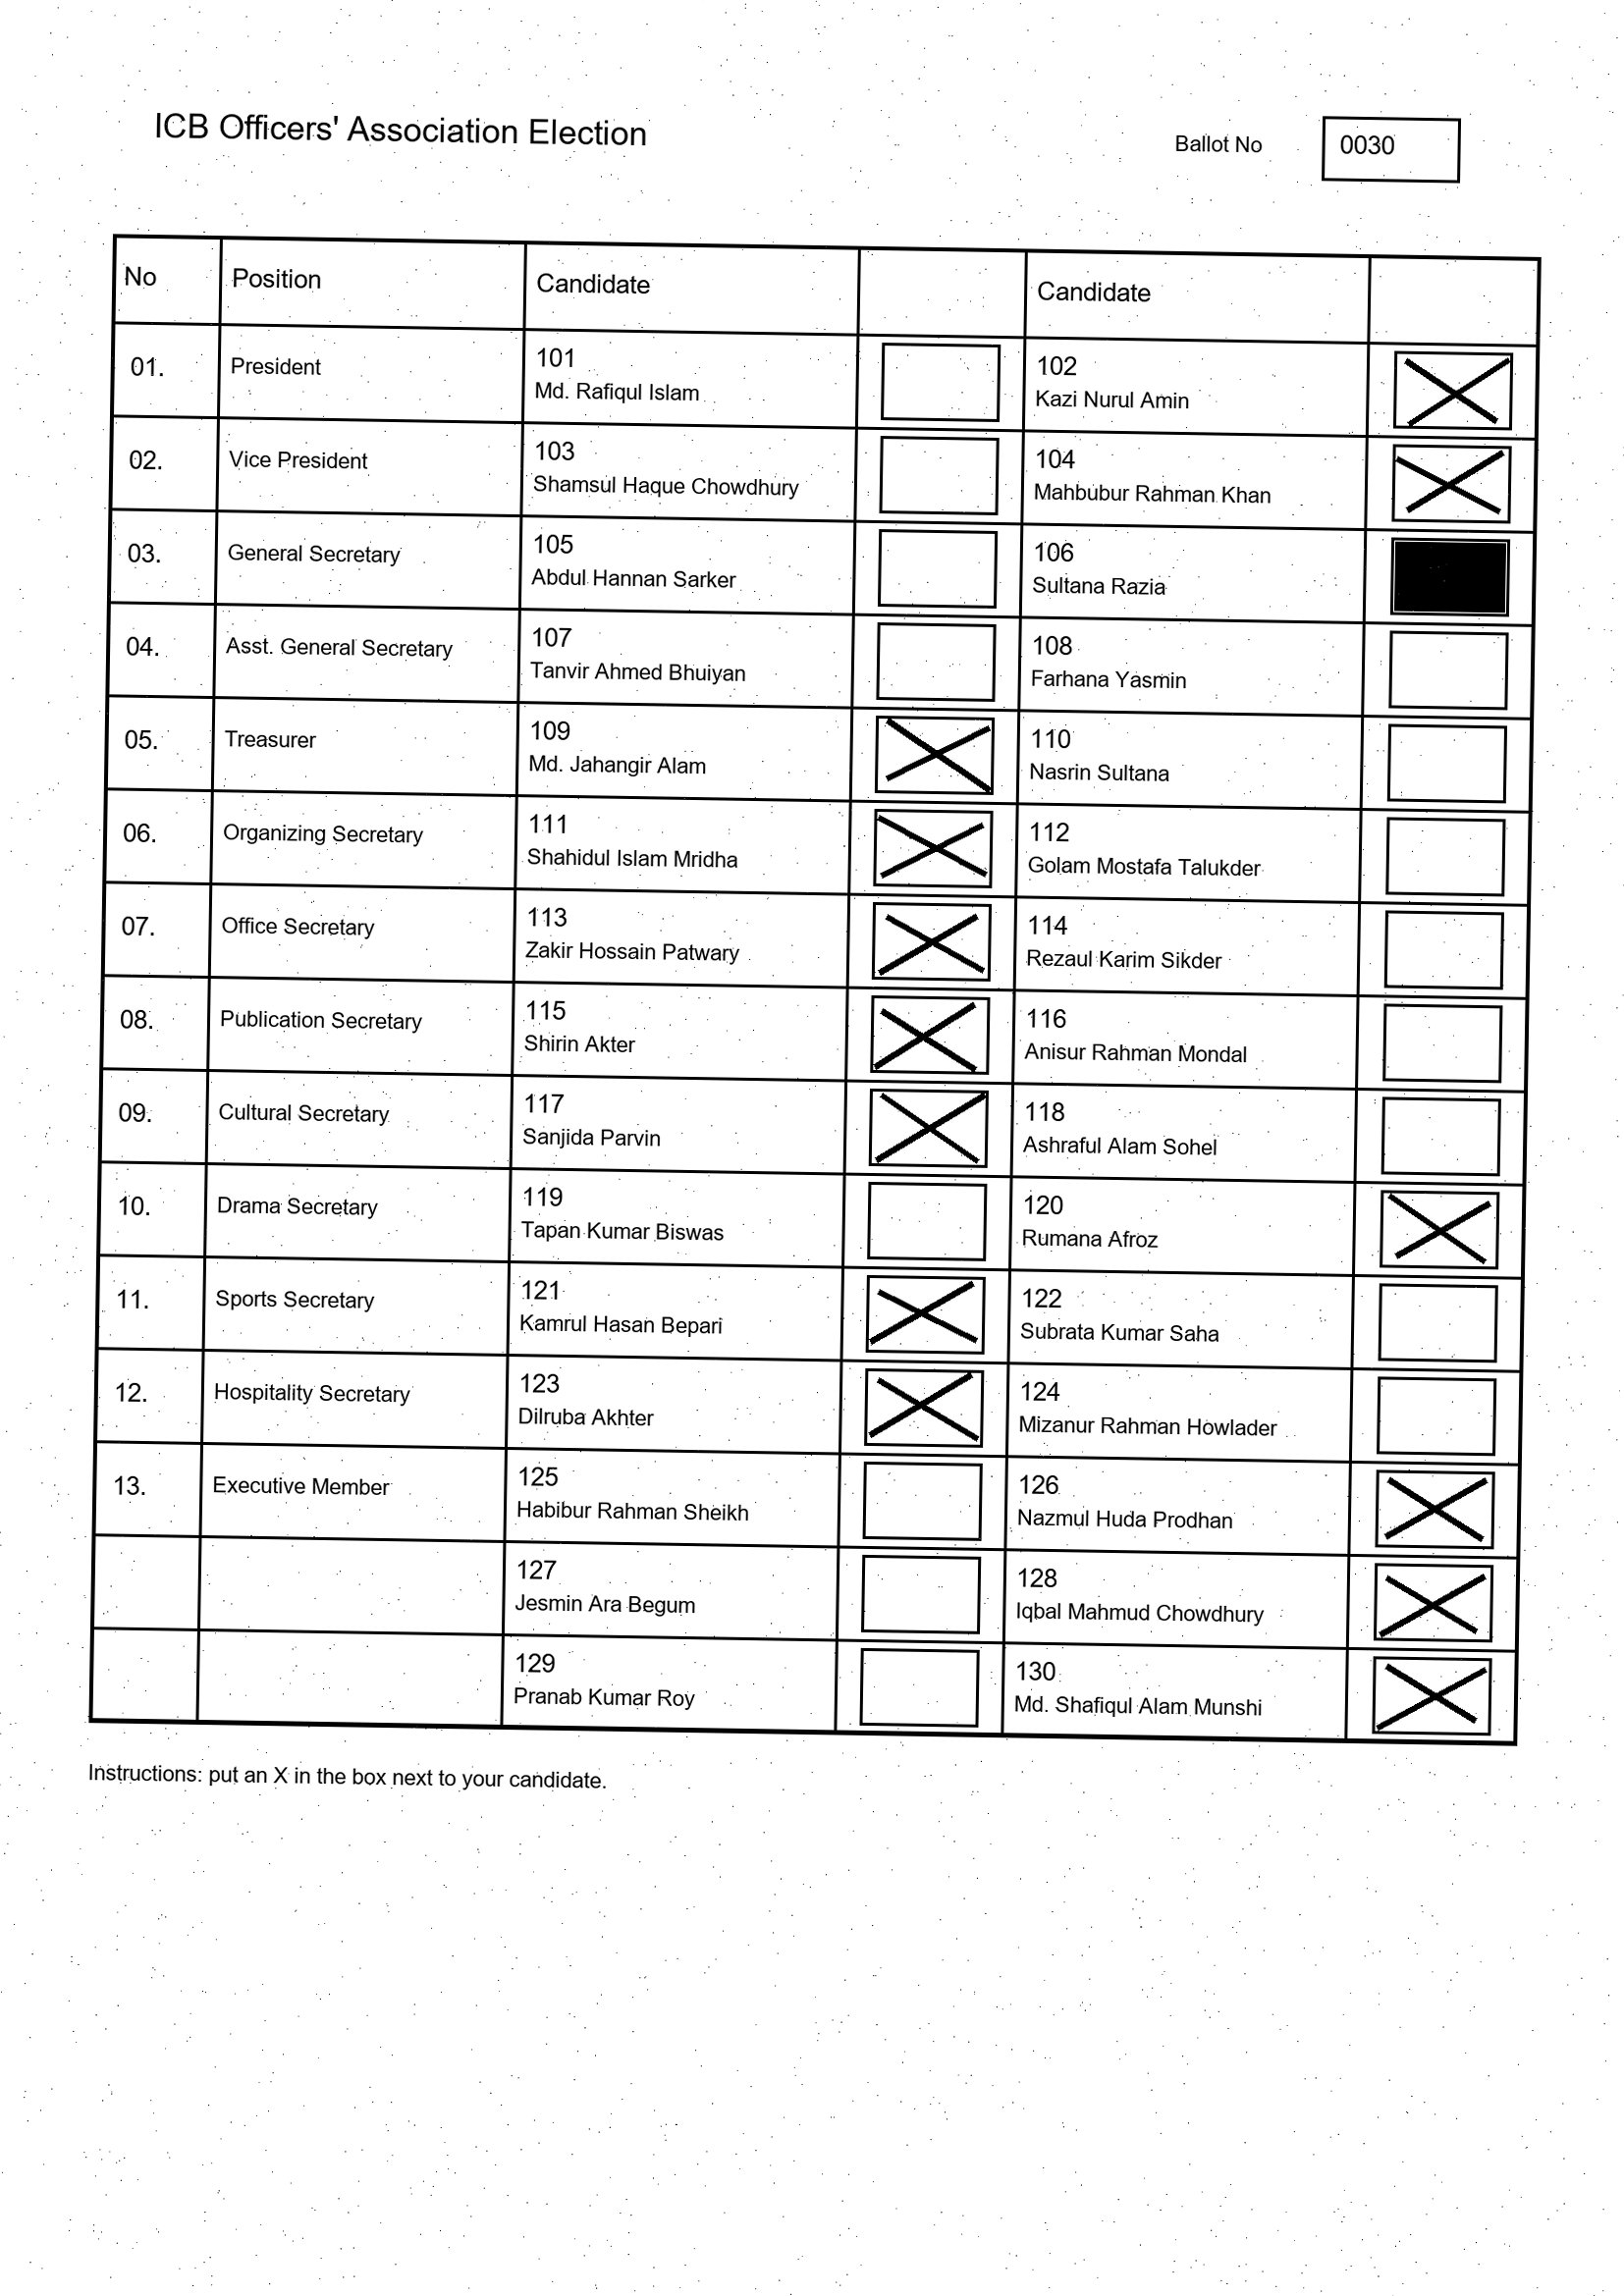 ICB Officers' Association Election
Ballot No 0030
No Position Candidate Candidate
01. President 101 Md. Rafiqul Islam 102 Kazi Nurul Amin
02. Vice President 103 Shamsul Haque Chowdhury 104 Mahbubur Rahman Khan
03. General Secretary 105 Abdul Hannan Sarker 106 Sultana Razia
04. Asst. General Secretary 107 Tanvir Ahmed Bhuiyan 108 Farhana Yasmin
05. Treasurer 109 Md. Jahangir Alam 110 Nasrin Sultana
06. Organizing Secretary 111 Shahidul Islam Mridha 112 Golam Mostafa Talukder
07. Office Secretary 113 Zakir Hossain Patwary 114 Rezaul Karim Sikder
08. Publication Secretary 115 Shirin Akter 116 Anisur Rahman Mondal
09. Cultural Secretary 117 Sanjida Parvin 118 Ashraful Alam Sohel
10. Drama Secretary 119 Tapan Kumar Biswas 120 Rumana Afroz
11. Sports Secretary 121 Kamrul Hasan Bepari 122 Subrata Kumar Saha
12. Hospitality Secretary 123 Dilruba Akhter 124 Mizanur Rahman Howlader
13. Executive Member 125 Habibur Rahman Sheikh 126 Nazmul Huda Prodhan
127 Jesmin Ara Begum 128 Iqbal Mahmud Chowdhury
129 Pranab Kumar Roy 130 Md. Shafiqul Alam Munshi
Instructions: put an X in the box next to your candidate.